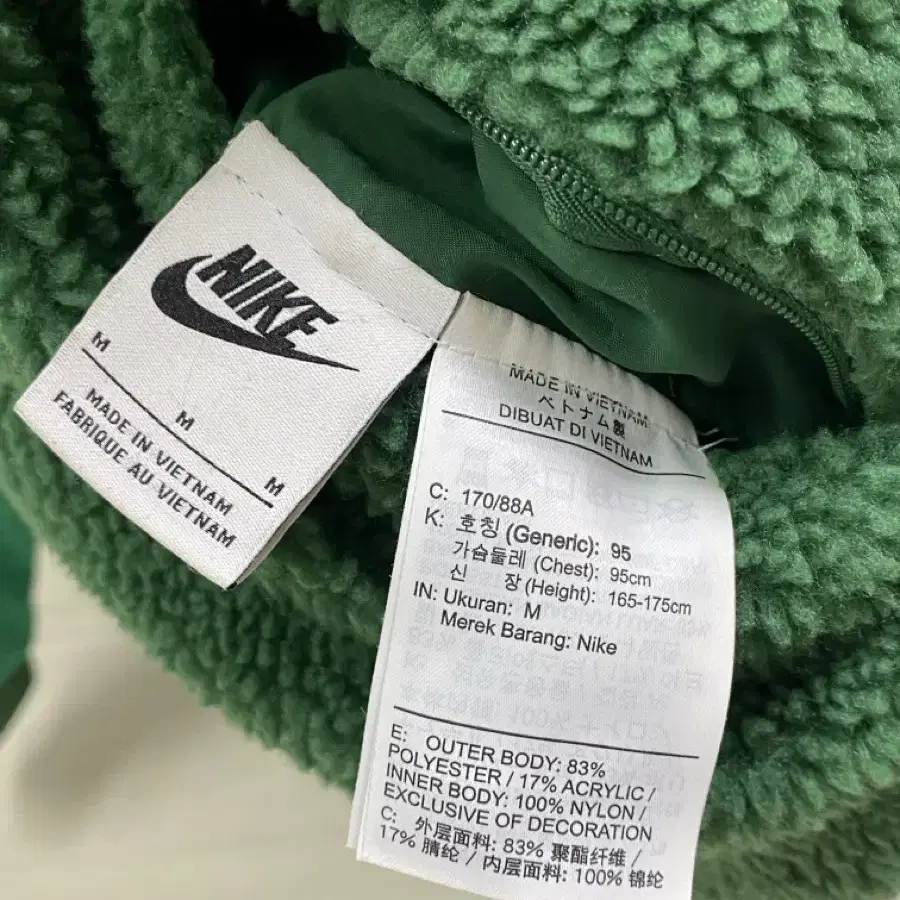 NIKE
M
M
M
MADE IN VIETNAM
FABRIQUE AU VIETNAM
MADE IN VIETNAM
ベトナム製
DIBUAT DI VIETNAM
C: 170/88A
K: 호칭 (Generic): 95
가슴둘레 (Chest): 95cm
신 장 (Height): 165-175cm
IN: Ukuran: M
Merek Barang: Nike
E: OUTER BODY: 83%
POLYESTER / 17% ACRYLIC /
INNER BODY: 100% NYLON /
EXCLUSIVE OF DECORATION
C: 外层面料: 83% 聚酯纤维 /
17% 腈纶 / 内层面料: 100% 锦纶